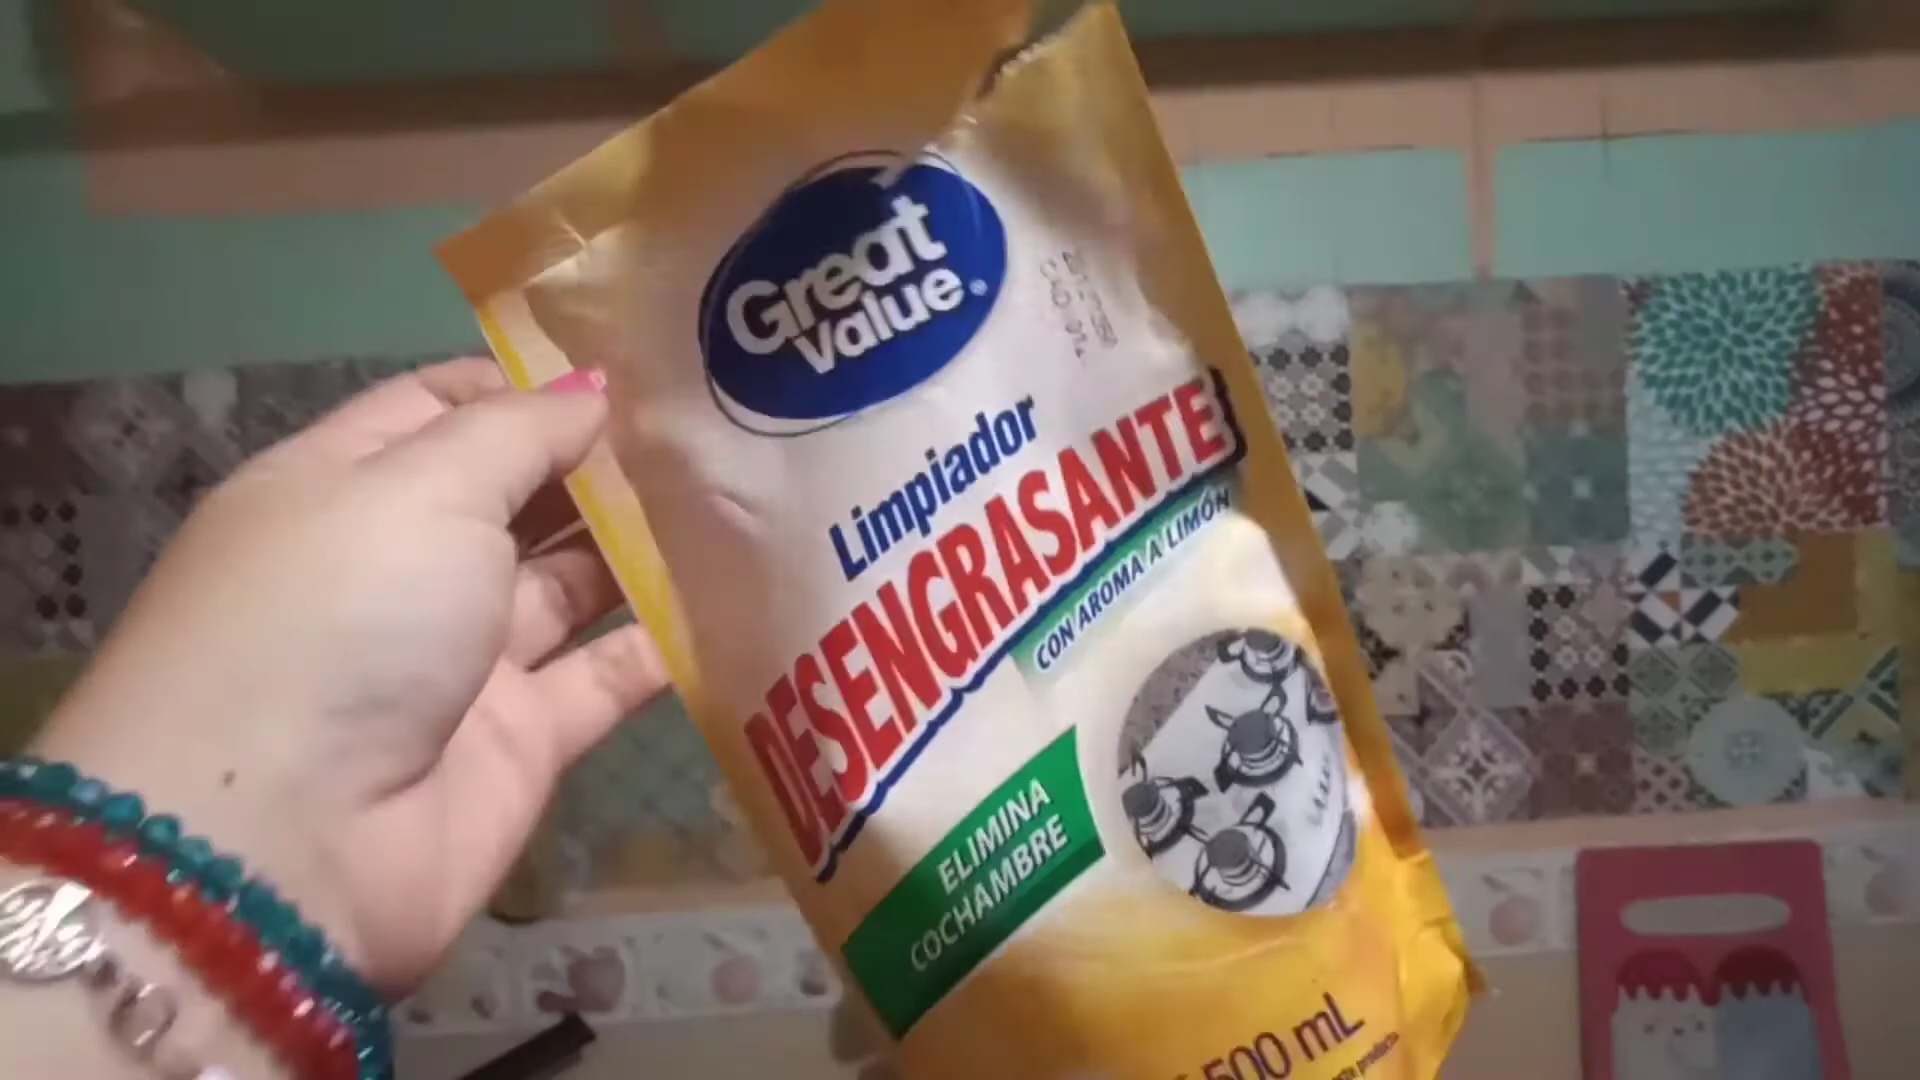 Great
Value
Limpiador
DESENGRASANTE
CON AROMA A LIMÓN
ELIMINA
COCHAMBRE
500 mL